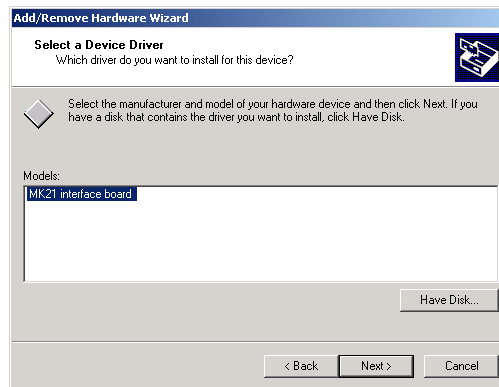 Add/Remove Hardware Wizard
Select a Device Driver
Which driver do you want to install for this device?
Select the manufacturer and model of your hardware device and then click Next. If you
have a disk that contains the driver you want to install, click Have Disk.
Models:
MK21 interface board
Have Disk...
< Back
Next >
Cancel